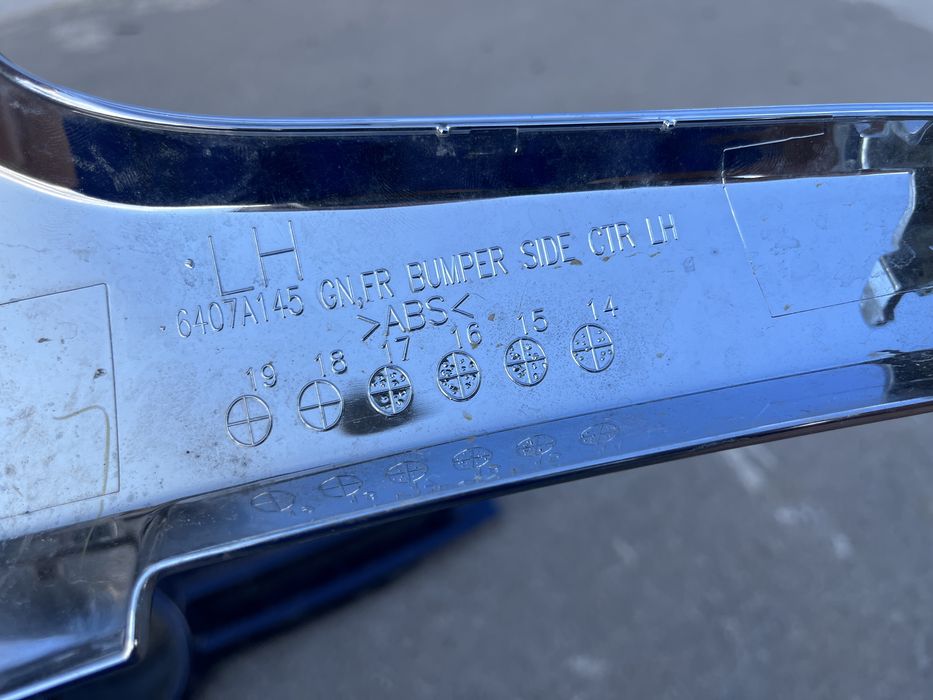 LH
6407A145 GN,FR BUMPER SIDE CTR LH
>ABS<
19 18 17 16 15 14